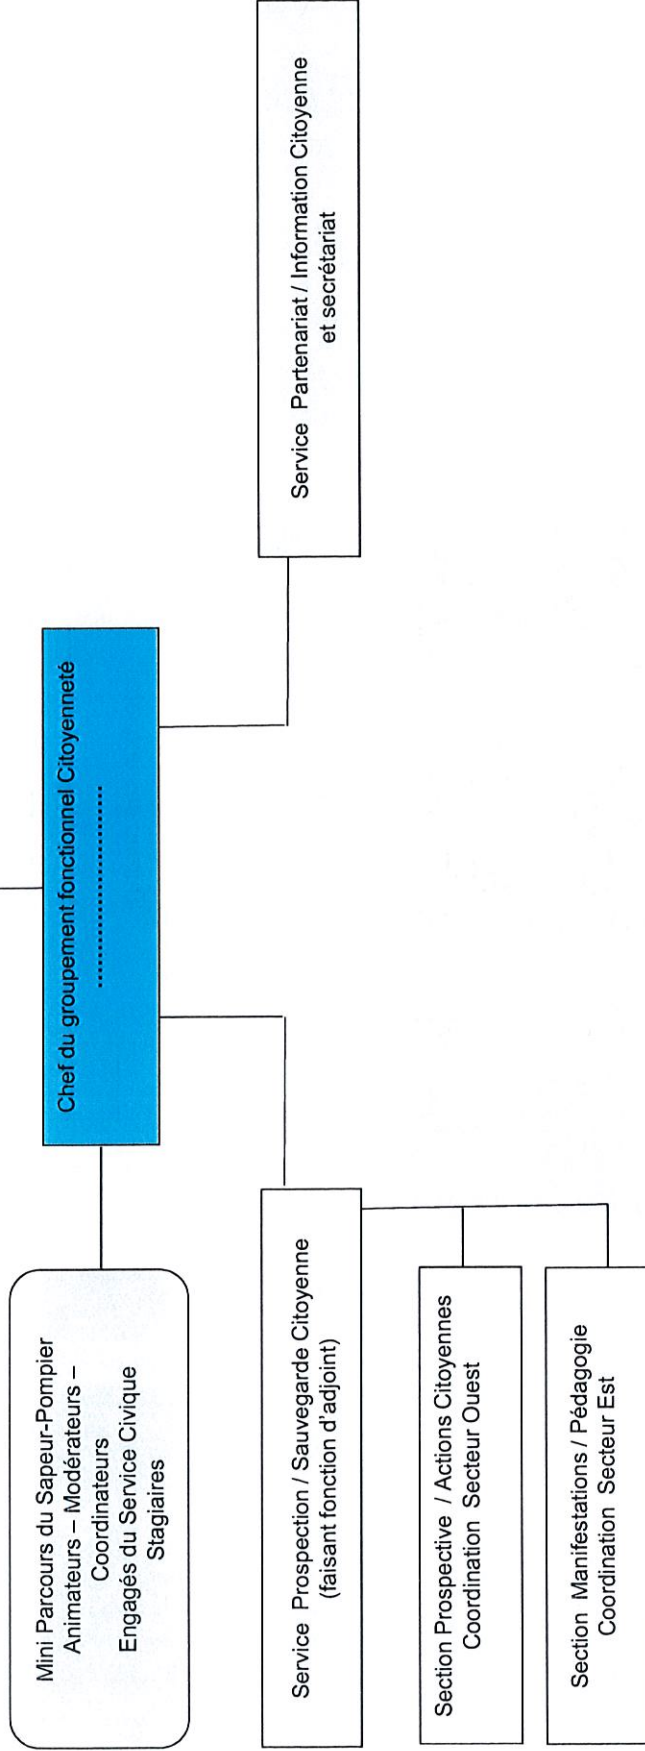 Chef du groupement fonctionnel Citoyenneté
................................
Mini Parcours du Sapeur-Pompier
Animateurs – Modérateurs –
Coordinateurs
Engagés du Service Civique
Stagiaires
Service Prospection / Sauvegarde Citoyenne
(faisant fonction d'adjoint)
Service Partenariat / Information Citoyenne
et secrétariat
Section Prospective / Actions Citoyennes
Coordination Secteur Ouest
Section Manifestations / Pédagogie
Coordination Secteur Est